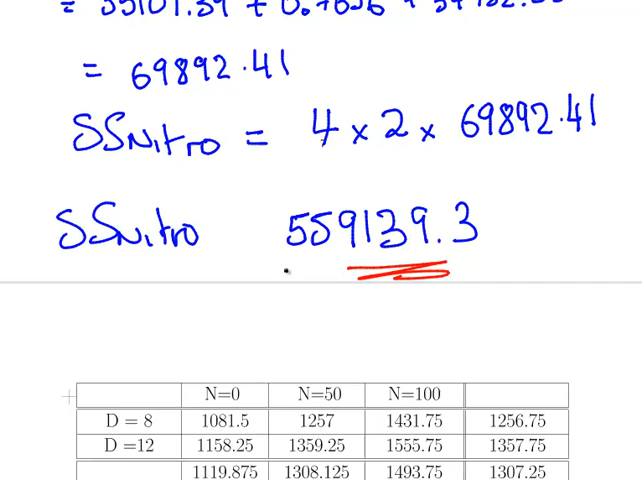 = 69892.41
SSNitro = 4 × 2 × 69892.41
SSNitro 559139.3
N=0 N=50 N=100
D = 8 1081.5 1257 1431.75 1256.75
D =12 1158.25 1359.25 1555.75 1357.75
1119.875 1308.125 1493.75 1307.25